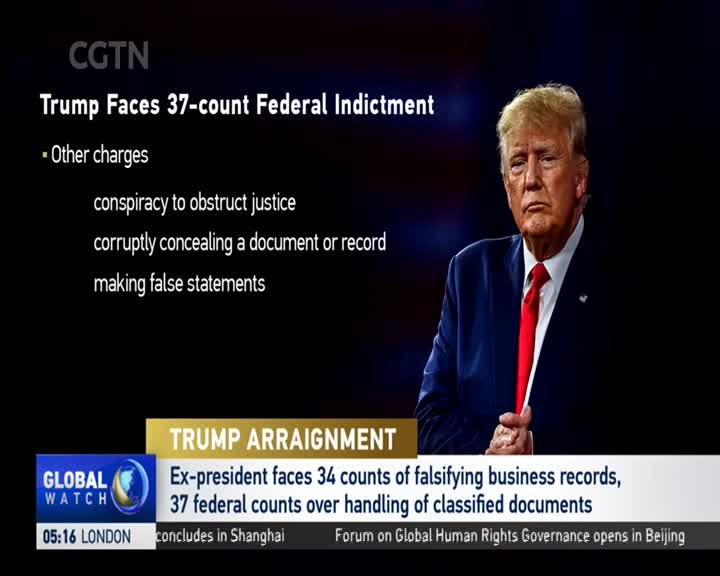 CGTN
Trump Faces 37-count Federal Indictment
▪ Other charges
conspiracy to obstruct justice
corruptly concealing a document or record
making false statements
TRUMP ARRAIGNMENT
GLOBAL
WATCH
Ex-president faces 34 counts of falsifying business records,
37 federal counts over handling of classified documents
05:16 LONDON
concludes in Shanghai Forum on Global Human Rights Governance opens in Beijing